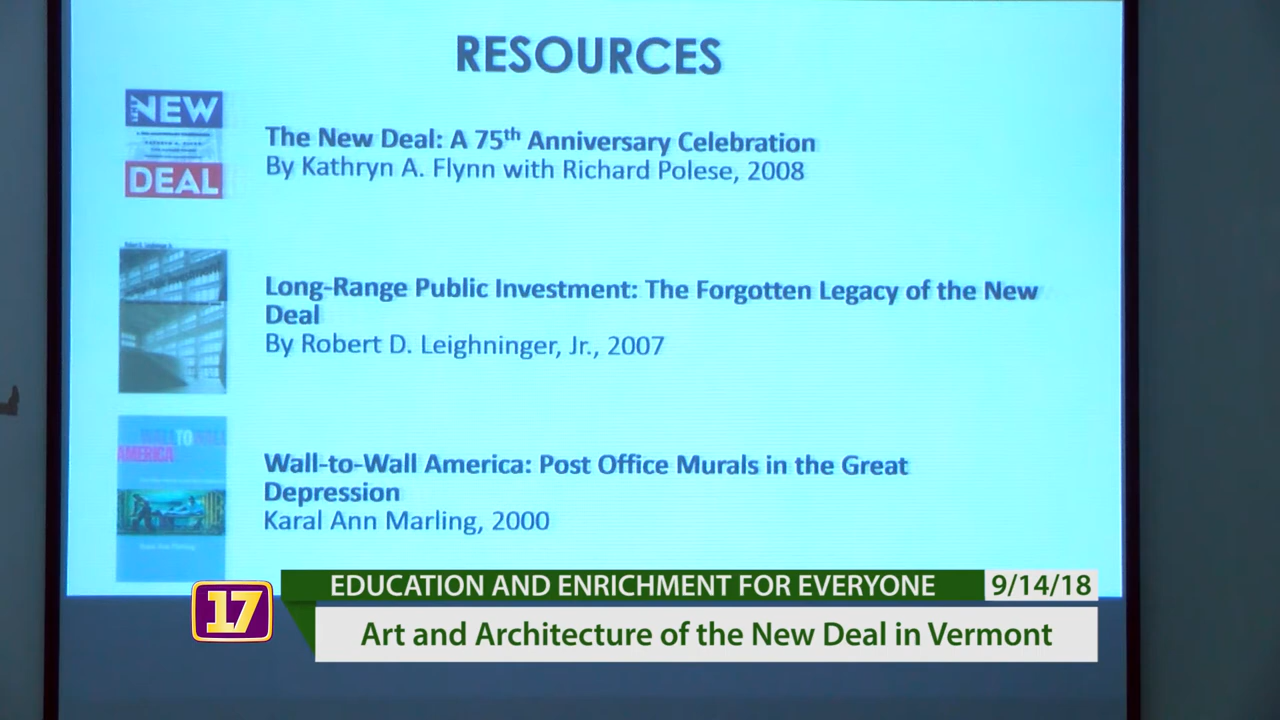 RESOURCES
THE
NEW
DEAL
The New Deal: A 75th Anniversary Celebration
By Kathryn A. Flynn with Richard Polese, 2008
Long-Range Public Investment: The Forgotten Legacy of the New
Deal
By Robert D. Leighninger, Jr., 2007
WALL TO WALL
AMERICA
Wall-to-Wall America: Post Office Murals in the Great
Depression
Karal Ann Marling, 2000
17
EDUCATION AND ENRICHMENT FOR EVERYONE
9/14/18
Art and Architecture of the New Deal in Vermont